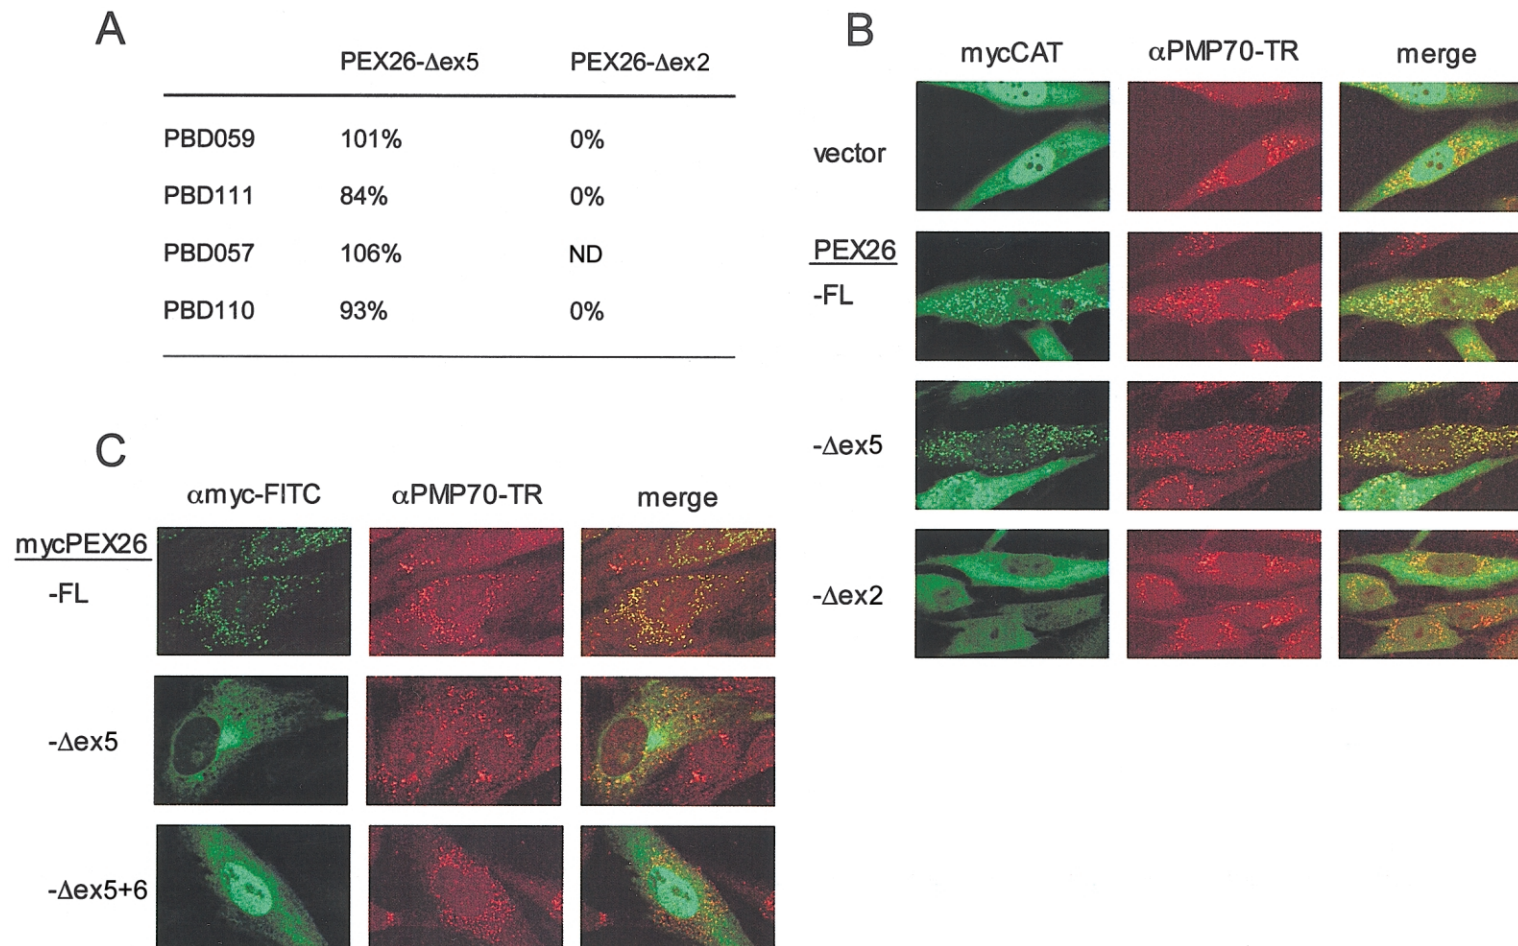 A
PEX26-Δex5 PEX26-Δex2
PBD059 101% 0%
PBD111 84% 0%
PBD057 106% ND
PBD110 93% 0%
B
mycCAT αPMP70-TR merge
vector
PEX26
-FL
-Δex5
-Δex2
C
αmyc-FITC αPMP70-TR merge
mycPEX26
-FL
-Δex5
-Δex5+6